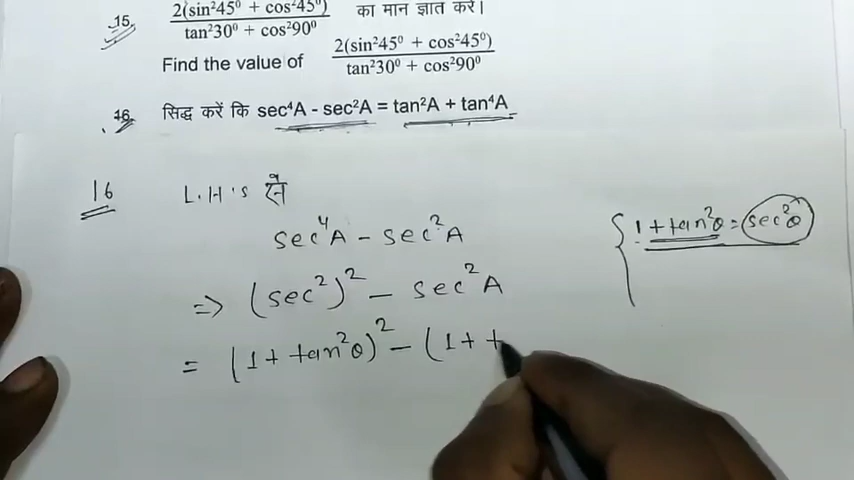 15. 2(sin²45⁰ + cos²45⁰) / tan²30⁰ + cos²90⁰ का मान ज्ञात करें।
Find the value of 2(sin²45⁰ + cos²45⁰) / tan²30⁰ + cos²90⁰
16. सिद्ध करें कि sec⁴A - sec²A = tan²A + tan⁴A
16 L.H.S से
sec⁴A - sec²A
1 + tan²θ = sec²θ
=> (sec²)² - sec²A
= (1 + tan²θ)² - (1 + t